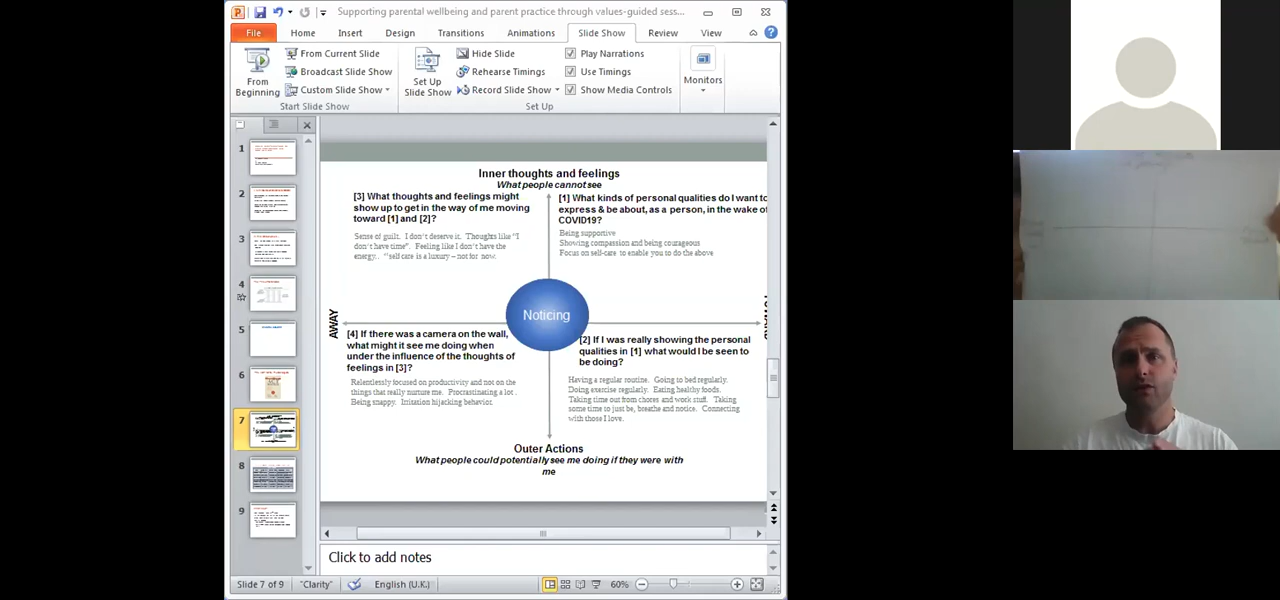 Supporting parental wellbeing and parent practice through values-guided sess...
File Home Insert Design Transitions Animations Slide Show Review View
From Beginning
From Current Slide
Broadcast Slide Show
Custom Slide Show
Start Slide Show
Set Up Slide Show
Hide Slide
Rehearse Timings
Record Slide Show
Play Narrations
Use Timings
Show Media Controls
Set Up
Monitors
1
2
3
4
5
6
7
8
9
Inner thoughts and feelings
What people cannot see
[3] What thoughts and feelings might
show up to get in the way of me moving
toward [1] and [2]?
Sense of guilt. I don't deserve it. Thoughts like "I
don't have time". Feeling like I don't have the
energy.. "self care is a luxury – not for now.
[1] What kinds of personal qualities do I want to
express & be about, as a person, in the wake of
COVID19?
Being supportive
Showing compassion and being courageous
Focus on self-care to enable you to do the above
AWAY
Noticing
[4] If there was a camera on the wall,
what might it see me doing when
under the influence of the thoughts of
feelings in [3]?
Relentlessly focused on productivity and not on the
things that really nurture me. Procrastinating a lot .
Being snappy. Irritation hijacking behavior.
[2] If I was really showing the personal
qualities in [1] what would I be seen to
be doing?
Having a regular routine. Going to bed regularly.
Doing exercise regularly. Eating healthy foods.
Taking time out from chores and work stuff. Taking
some time to just be, breathe and notice. Connecting
with those I love.
Outer Actions
What people could potentially see me doing if they were with
me
Click to add notes
Slide 7 of 9 "Clarity" English (U.K.) 60%